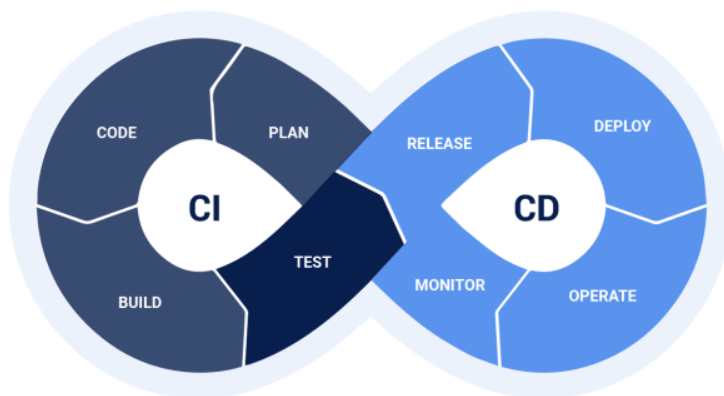 CODE
PLAN
RELEASE
DEPLOY
CI
CD
TEST
BUILD
MONITOR
OPERATE